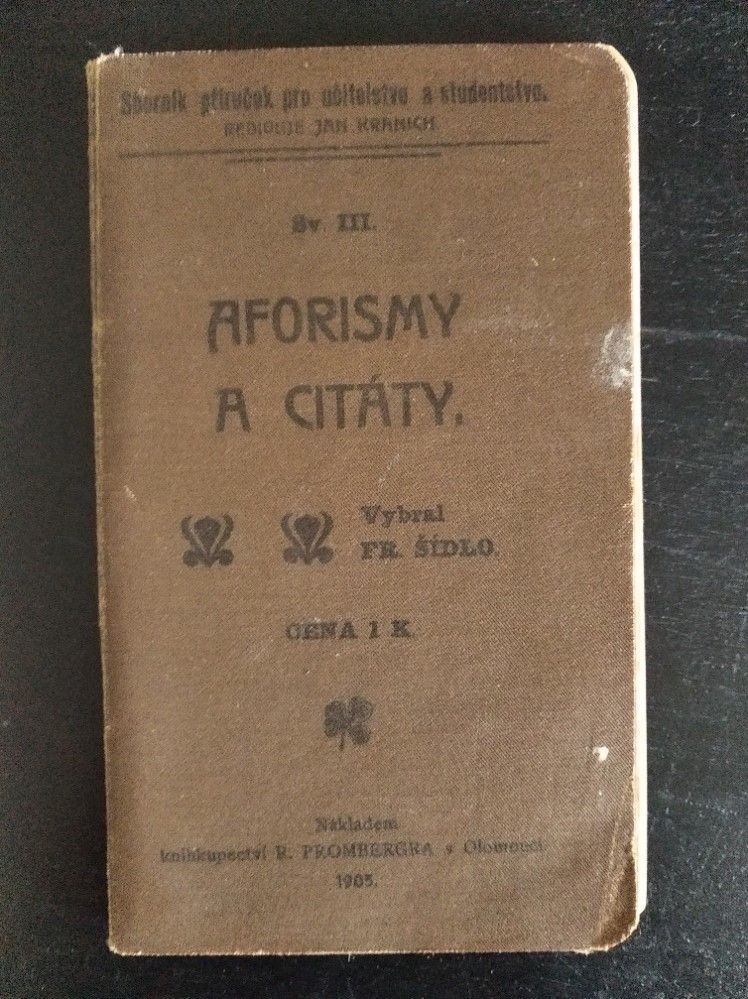 Sborník příruček pro učitelstvo a studentstvo.
REDIGUJE JAN KRANICH
Sv. III.
AFORISMY
A CITÁTY.
Vybral
FR. ŠÍDLO.
CENA 1 K
Nákladem
knihkupectví R. PROMBERGRA v Olomouci
1905.